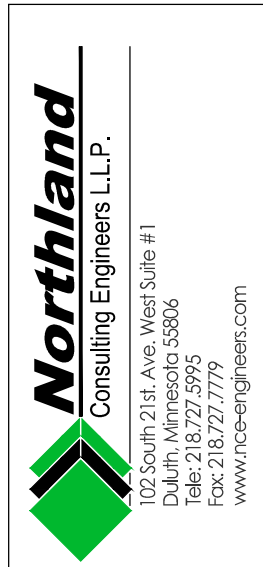 Northland
Consulting Engineers L.L.P.
102 South 21st. Ave. West Suite #1
Duluth, Minnesota 55806
Tele: 218.727.5995
Fax: 218.727.7779
www.nce-engineers.com